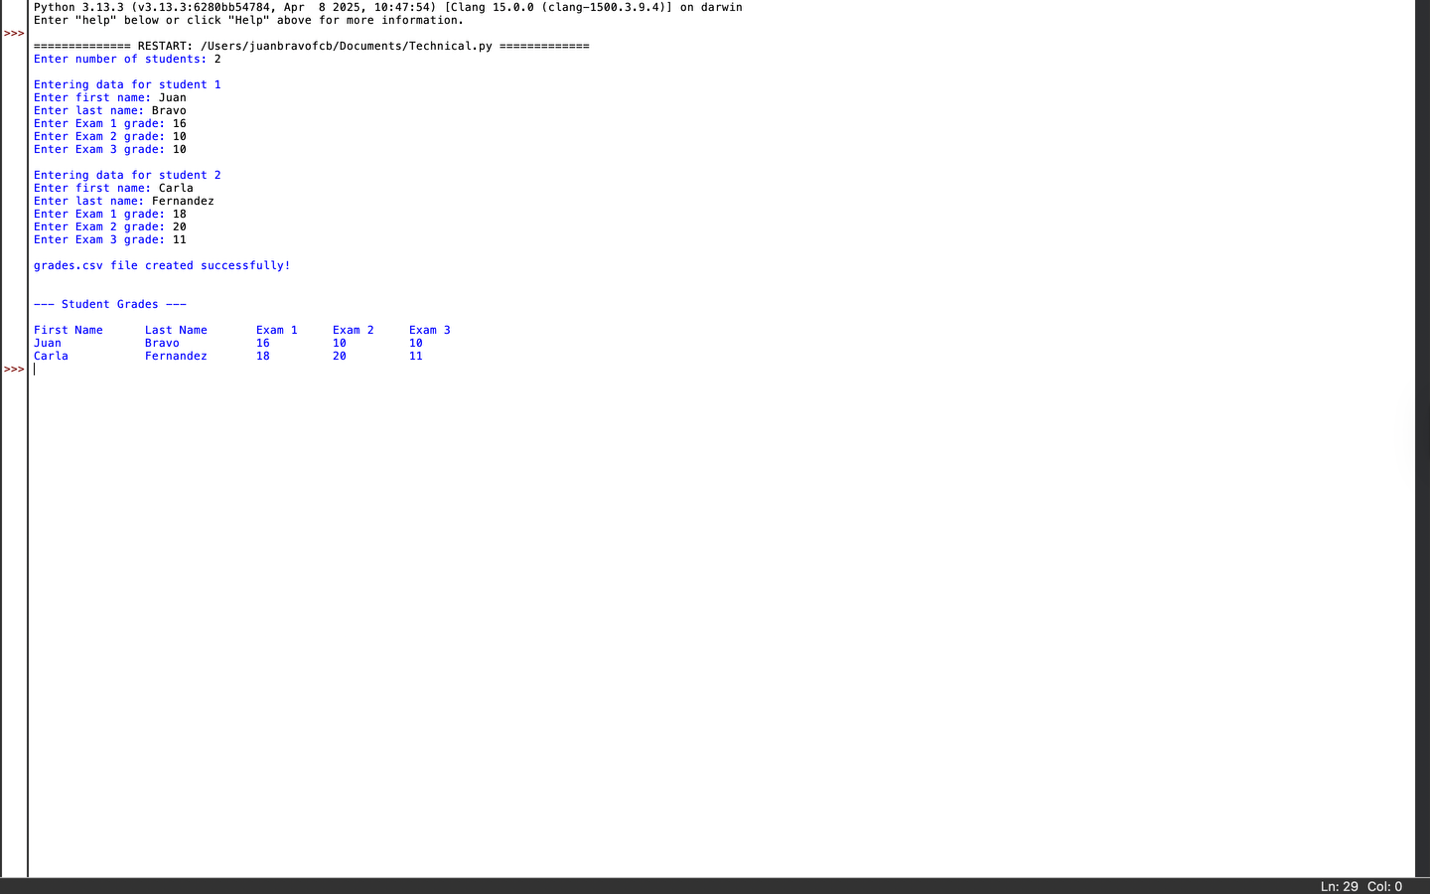 Python 3.13.3 (v3.13.3:6280bb54784, Apr  8 2025, 10:47:54) [Clang 15.0.0 (clang-1500.3.9.4)] on darwin
Enter "help" below or click "Help" above for more information.
>>>
============== RESTART: /Users/juanbravofcb/Documents/Technical.py =============
Enter number of students: 2
Entering data for student 1
Enter first name: Juan
Enter last name: Bravo
Enter Exam 1 grade: 16
Enter Exam 2 grade: 10
Enter Exam 3 grade: 10
Entering data for student 2
Enter first name: Carla
Enter last name: Fernandez
Enter Exam 1 grade: 18
Enter Exam 2 grade: 20
Enter Exam 3 grade: 11
grades.csv file created successfully!
--- Student Grades ---
First Name      Last Name       Exam 1     Exam 2     Exam 3
Juan            Bravo           16         10         10
Carla           Fernandez       18         20         11
>>>
Ln: 29  Col: 0